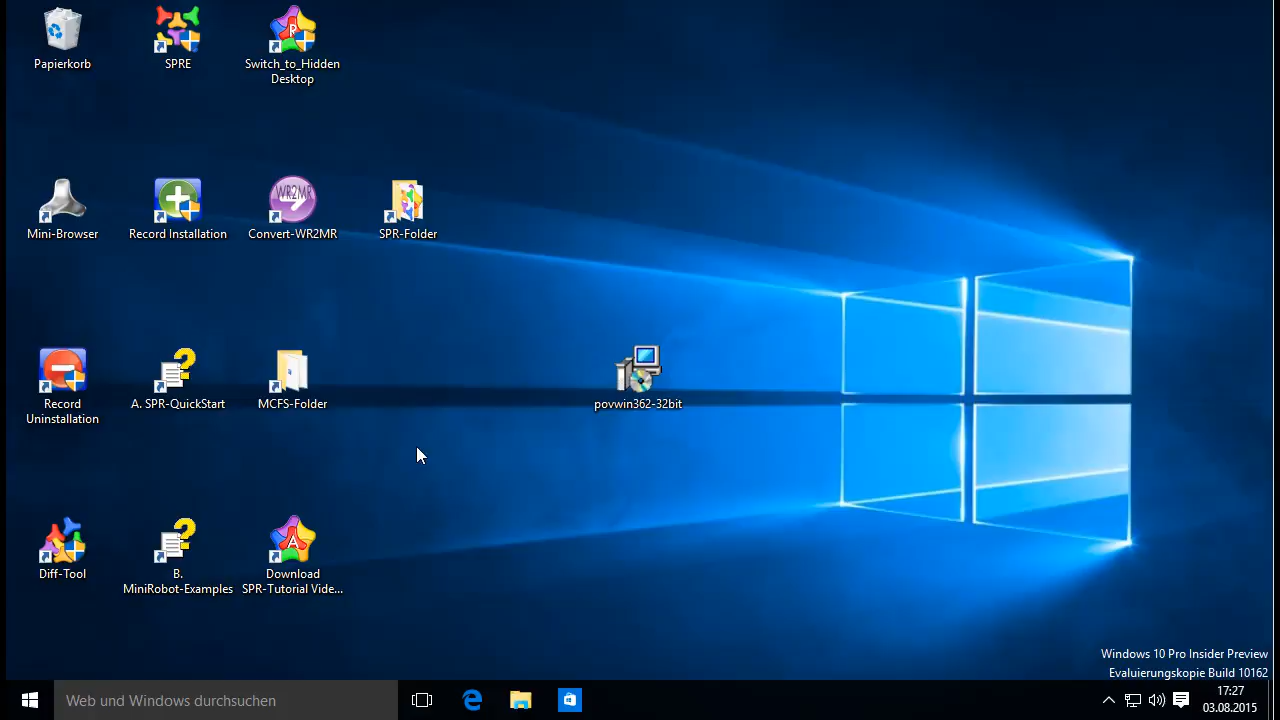 Papierkorb
SPRE
Switch_to_Hidden
Desktop
Mini-Browser
Record Installation
WR2MR
Convert-WR2MR
SPR-Folder
Record
Uninstallation
A. SPR-QuickStart
MCFS-Folder
povwin362-32bit
Diff-Tool
B.
MiniRobot-Examples
Download
SPR-Tutorial Vide...
Windows 10 Pro Insider Preview
Evaluierungskopie Build 10162
Web und Windows durchsuchen
17:27
03.08.2015